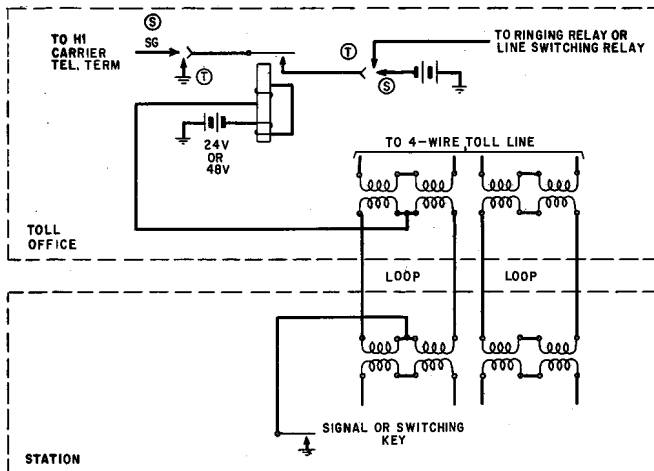 S
TO H1
CARRIER
TEL. TERM
SG
T
T
S
TO RINGING RELAY OR
LINE SWITCHING RELAY
24V
OR
48V
TO 4-WIRE TOLL LINE
TOLL
OFFICE
LOOP
LOOP
SIGNAL OR SWITCHING
KEY
STATION